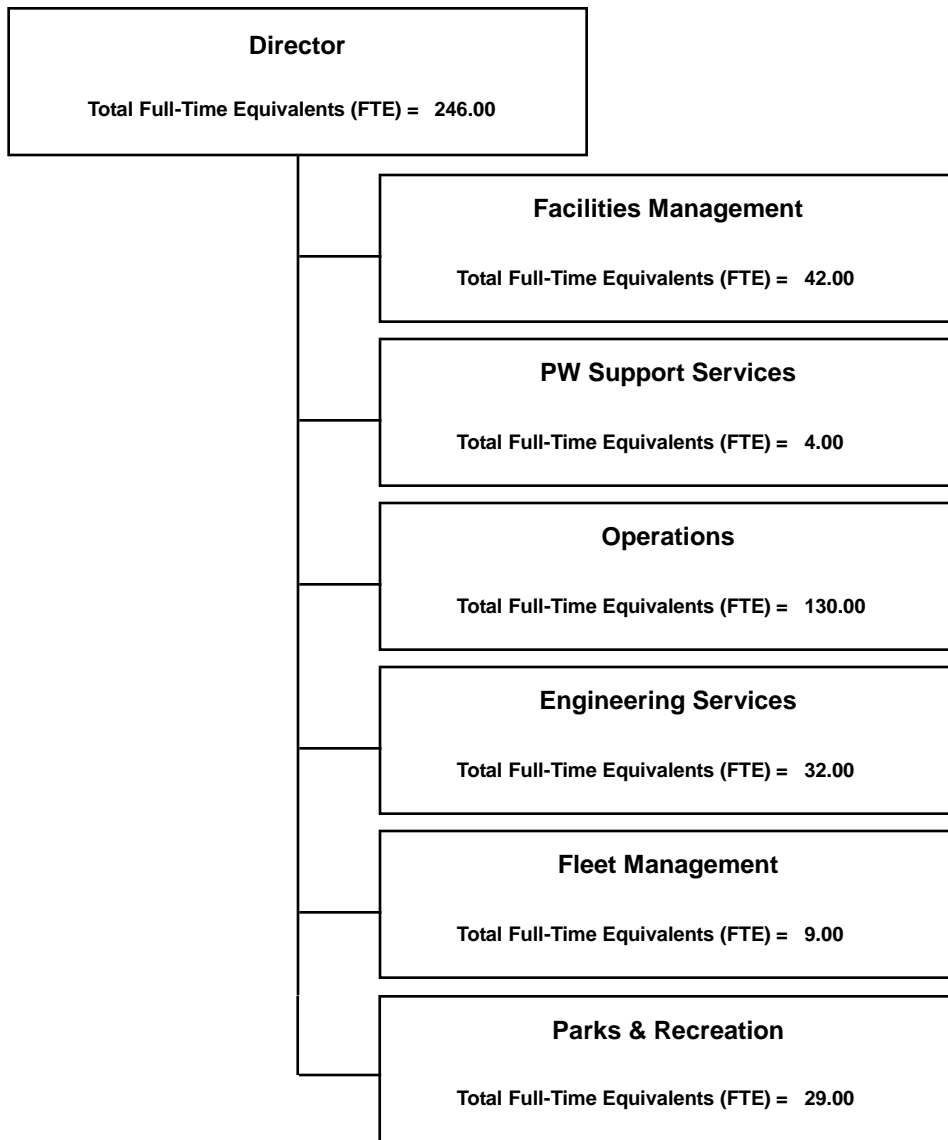 Director
Total Full-Time Equivalents (FTE) = 246.00
Facilities Management
Total Full-Time Equivalents (FTE) = 42.00
PW Support Services
Total Full-Time Equivalents (FTE) = 4.00
Operations
Total Full-Time Equivalents (FTE) = 130.00
Engineering Services
Total Full-Time Equivalents (FTE) = 32.00
Fleet Management
Total Full-Time Equivalents (FTE) = 9.00
Parks & Recreation
Total Full-Time Equivalents (FTE) = 29.00